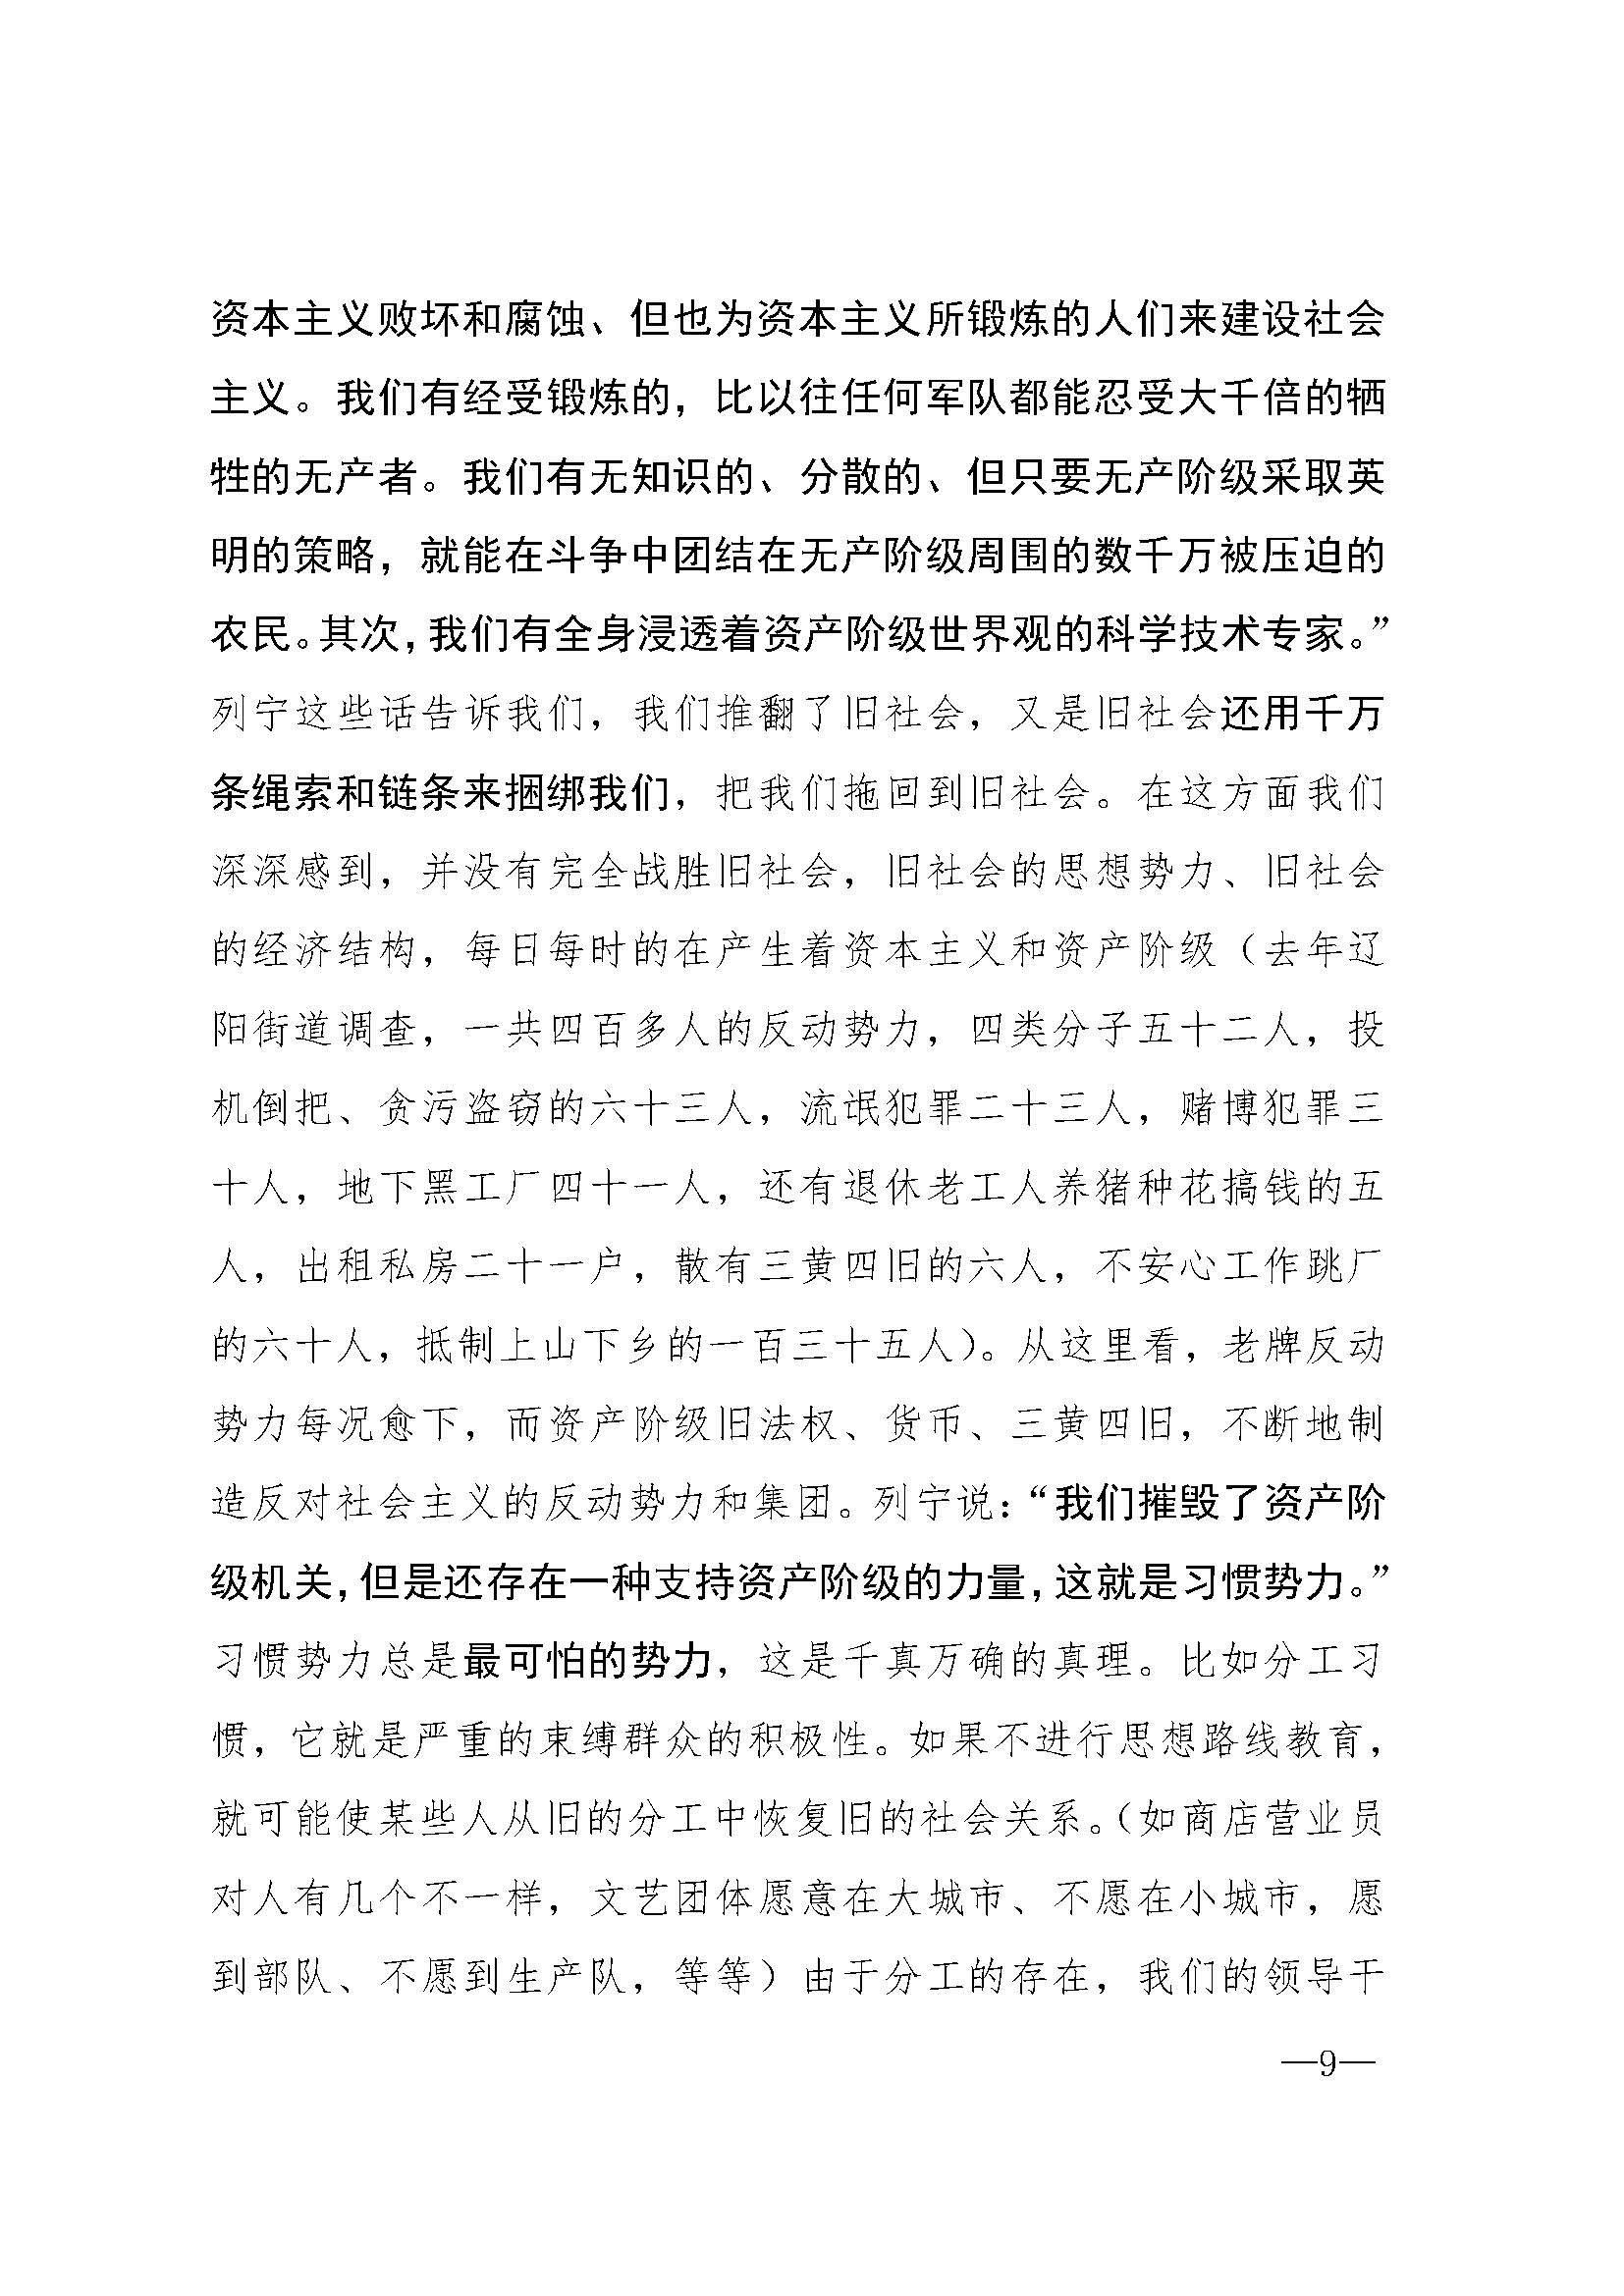 资本主义败坏和腐蚀、但也为资本主义所锻炼的人们来建设社会
主义。我们有经受锻炼的，比以往任何军队都能忍受大千倍的牺
牲的无产者。我们有无知识的、分散的、但只要无产阶级采取英
明的策略，就能在斗争中团结在无产阶级周围的数千万被压迫的
农民。其次，我们有全身浸透着资产阶级世界观的科学技术专家。”
列宁这些话告诉我们，我们推翻了旧社会，又是旧社会还用千万
条绳索和链条来捆绑我们，把我们拖回到旧社会。在这方面我们
深深感到，并没有完全战胜旧社会，旧社会的思想势力、旧社会
的经济结构，每日每时的在产生着资本主义和资产阶级（去年辽
阳街道调查，一共四百多人的反动势力，四类分子五十二人，投
机倒把、贪污盗窃的六十三人，流氓犯罪二十三人，赌博犯罪三
十人，地下黑工厂四十一人，还有退休老工人养猪种花搞钱的五
人，出租私房二十一户，散有三黄四旧的六人，不安心工作跳厂
的六十人，抵制上山下乡的一百三十五人）。从这里看，老牌反动
势力每况愈下，而资产阶级旧法权、货币、三黄四旧，不断地制
造反对社会主义的反动势力和集团。列宁说：“我们摧毁了资产阶
级机关，但是还存在一种支持资产阶级的力量，这就是习惯势力。”
习惯势力总是最可怕的势力，这是千真万确的真理。比如分工习
惯，它就是严重的束缚群众的积极性。如果不进行思想路线教育，
就可能使某些人从旧的分工中恢复旧的社会关系。（如商店营业员
对人有几个不一样，文艺团体愿意在大城市、不愿在小城市，愿
到部队、不愿到生产队，等等）由于分工的存在，我们的领导干
—9—